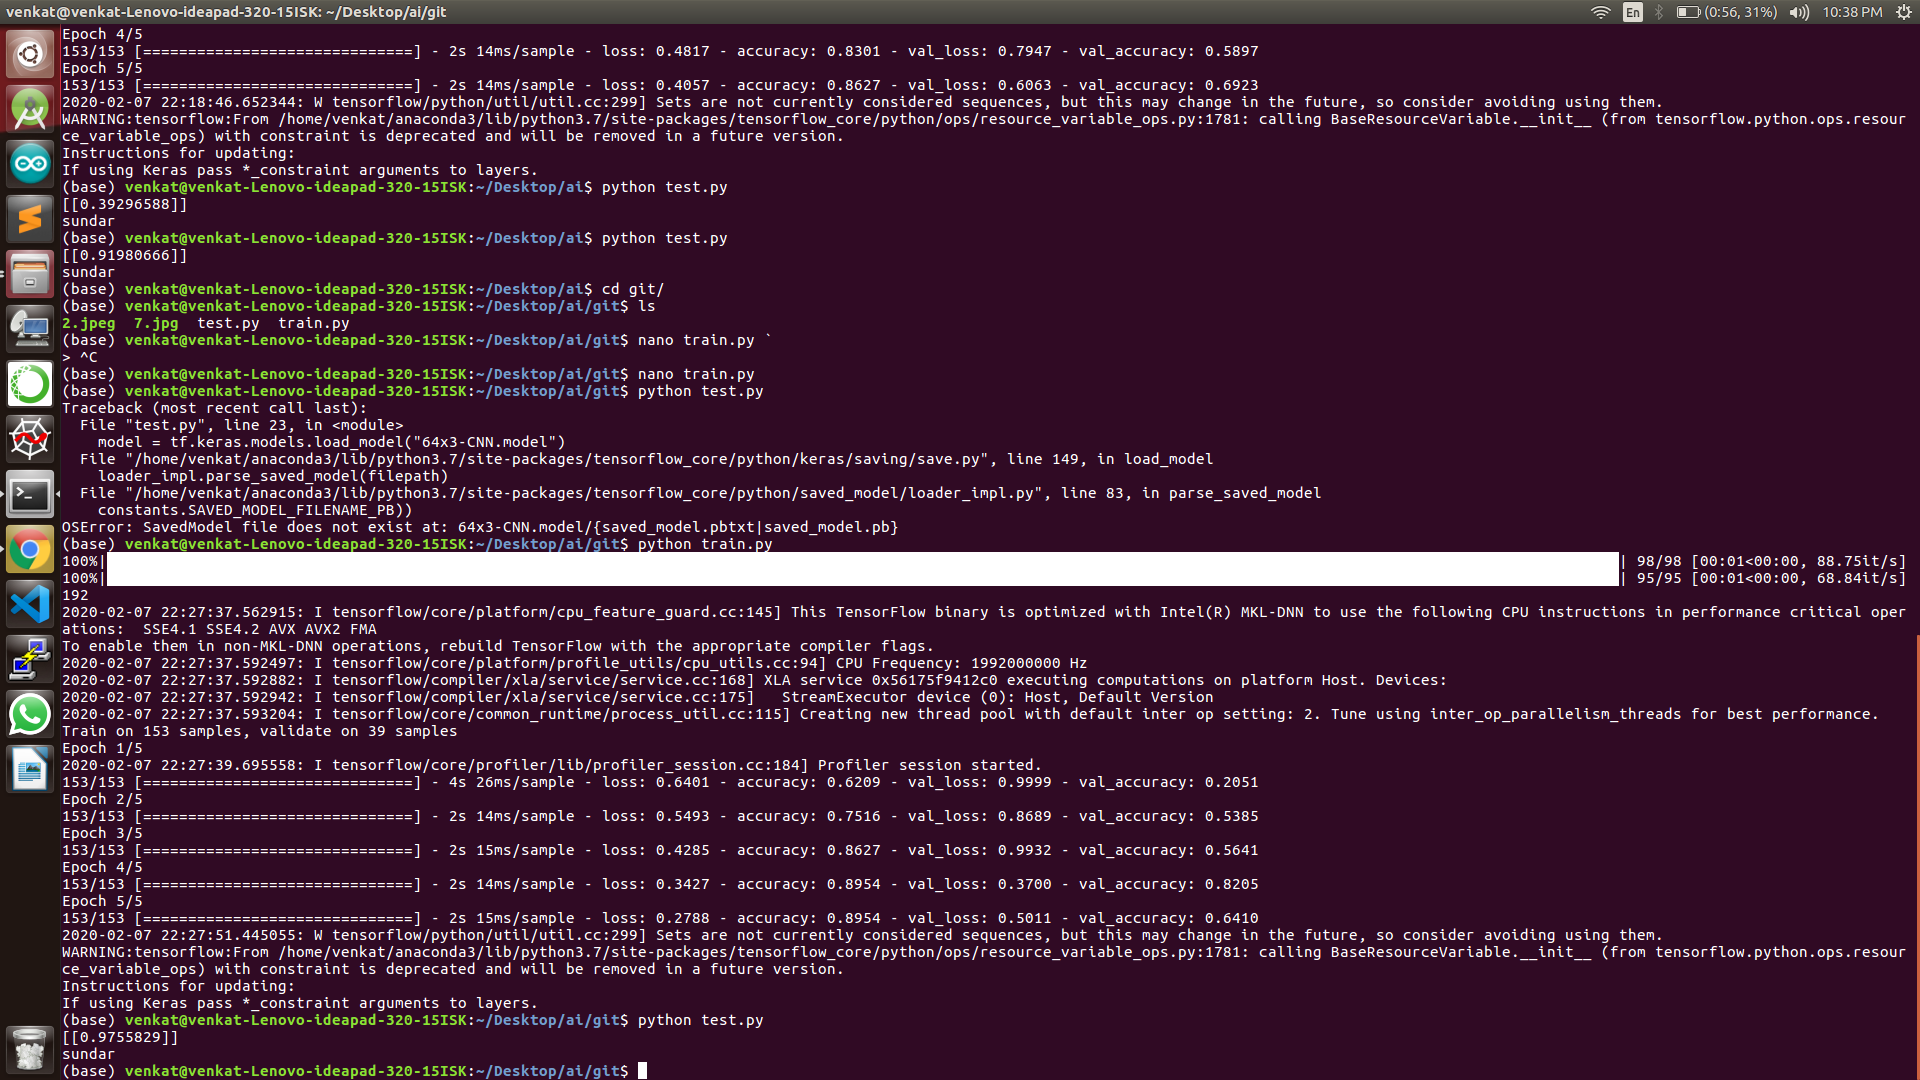 venkat@venkat-Lenovo-ideapad-320-15ISK: ~/Desktop/ai/git
En (0:56, 31%) 10:38 PM
Epoch 4/5
153/153 [==============================] - 2s 14ms/sample - loss: 0.4817 - accuracy: 0.8301 - val_loss: 0.7947 - val_accuracy: 0.5897
Epoch 5/5
153/153 [==============================] - 2s 14ms/sample - loss: 0.4057 - accuracy: 0.8627 - val_loss: 0.6063 - val_accuracy: 0.6923
2020-02-07 22:18:46.652344: W tensorflow/python/util/util.cc:299] Sets are not currently considered sequences, but this may change in the future, so consider avoiding using them.
WARNING:tensorflow:From /home/venkat/anaconda3/lib/python3.7/site-packages/tensorflow_core/python/ops/resource_variable_ops.py:1781: calling BaseResourceVariable.__init__ (from tensorflow.python.ops.resour
ce_variable_ops) with constraint is deprecated and will be removed in a future version.
Instructions for updating:
If using Keras pass *_constraint arguments to layers.
(base) venkat@venkat-Lenovo-ideapad-320-15ISK:~/Desktop/ai$ python test.py
[[0.39296588]]
sundar
(base) venkat@venkat-Lenovo-ideapad-320-15ISK:~/Desktop/ai$ python test.py
[[0.91980666]]
sundar
(base) venkat@venkat-Lenovo-ideapad-320-15ISK:~/Desktop/ai$ cd git/
(base) venkat@venkat-Lenovo-ideapad-320-15ISK:~/Desktop/ai/git$ ls
2.jpeg  7.jpg  test.py  train.py
(base) venkat@venkat-Lenovo-ideapad-320-15ISK:~/Desktop/ai/git$ nano train.py `
> ^C
(base) venkat@venkat-Lenovo-ideapad-320-15ISK:~/Desktop/ai/git$ nano train.py
(base) venkat@venkat-Lenovo-ideapad-320-15ISK:~/Desktop/ai/git$ python test.py
Traceback (most recent call last):
  File "test.py", line 23, in <module>
    model = tf.keras.models.load_model("64x3-CNN.model")
  File "/home/venkat/anaconda3/lib/python3.7/site-packages/tensorflow_core/python/keras/saving/save.py", line 149, in load_model
    loader_impl.parse_saved_model(filepath)
  File "/home/venkat/anaconda3/lib/python3.7/site-packages/tensorflow_core/python/saved_model/loader_impl.py", line 83, in parse_saved_model
    constants.SAVED_MODEL_FILENAME_PB))
OSError: SavedModel file does not exist at: 64x3-CNN.model/{saved_model.pbtxt|saved_model.pb}
(base) venkat@venkat-Lenovo-ideapad-320-15ISK:~/Desktop/ai/git$ python train.py
100%| | 98/98 [00:01<00:00, 88.75it/s]
100%| | 95/95 [00:01<00:00, 68.84it/s]
192
2020-02-07 22:27:37.562915: I tensorflow/core/platform/cpu_feature_guard.cc:145] This TensorFlow binary is optimized with Intel(R) MKL-DNN to use the following CPU instructions in performance critical oper
ations:  SSE4.1 SSE4.2 AVX AVX2 FMA
To enable them in non-MKL-DNN operations, rebuild TensorFlow with the appropriate compiler flags.
2020-02-07 22:27:37.592497: I tensorflow/core/platform/profile_utils/cpu_utils.cc:94] CPU Frequency: 1992000000 Hz
2020-02-07 22:27:37.592882: I tensorflow/compiler/xla/service/service.cc:168] XLA service 0x56175f9412c0 executing computations on platform Host. Devices:
2020-02-07 22:27:37.592942: I tensorflow/compiler/xla/service/service.cc:175]   StreamExecutor device (0): Host, Default Version
2020-02-07 22:27:37.593204: I tensorflow/core/common_runtime/process_util.cc:115] Creating new thread pool with default inter op setting: 2. Tune using inter_op_parallelism_threads for best performance.
Train on 153 samples, validate on 39 samples
Epoch 1/5
2020-02-07 22:27:39.695558: I tensorflow/core/profiler/lib/profiler_session.cc:184] Profiler session started.
153/153 [==============================] - 4s 26ms/sample - loss: 0.6401 - accuracy: 0.6209 - val_loss: 0.9999 - val_accuracy: 0.2051
Epoch 2/5
153/153 [==============================] - 2s 14ms/sample - loss: 0.5493 - accuracy: 0.7516 - val_loss: 0.8689 - val_accuracy: 0.5385
Epoch 3/5
153/153 [==============================] - 2s 15ms/sample - loss: 0.4285 - accuracy: 0.8627 - val_loss: 0.9932 - val_accuracy: 0.5641
Epoch 4/5
153/153 [==============================] - 2s 14ms/sample - loss: 0.3427 - accuracy: 0.8954 - val_loss: 0.3700 - val_accuracy: 0.8205
Epoch 5/5
153/153 [==============================] - 2s 15ms/sample - loss: 0.2788 - accuracy: 0.8954 - val_loss: 0.5011 - val_accuracy: 0.6410
2020-02-07 22:27:51.445055: W tensorflow/python/util/util.cc:299] Sets are not currently considered sequences, but this may change in the future, so consider avoiding using them.
WARNING:tensorflow:From /home/venkat/anaconda3/lib/python3.7/site-packages/tensorflow_core/python/ops/resource_variable_ops.py:1781: calling BaseResourceVariable.__init__ (from tensorflow.python.ops.resour
ce_variable_ops) with constraint is deprecated and will be removed in a future version.
Instructions for updating:
If using Keras pass *_constraint arguments to layers.
(base) venkat@venkat-Lenovo-ideapad-320-15ISK:~/Desktop/ai/git$ python test.py
[[0.9755829]]
sundar
(base) venkat@venkat-Lenovo-ideapad-320-15ISK:~/Desktop/ai/git$